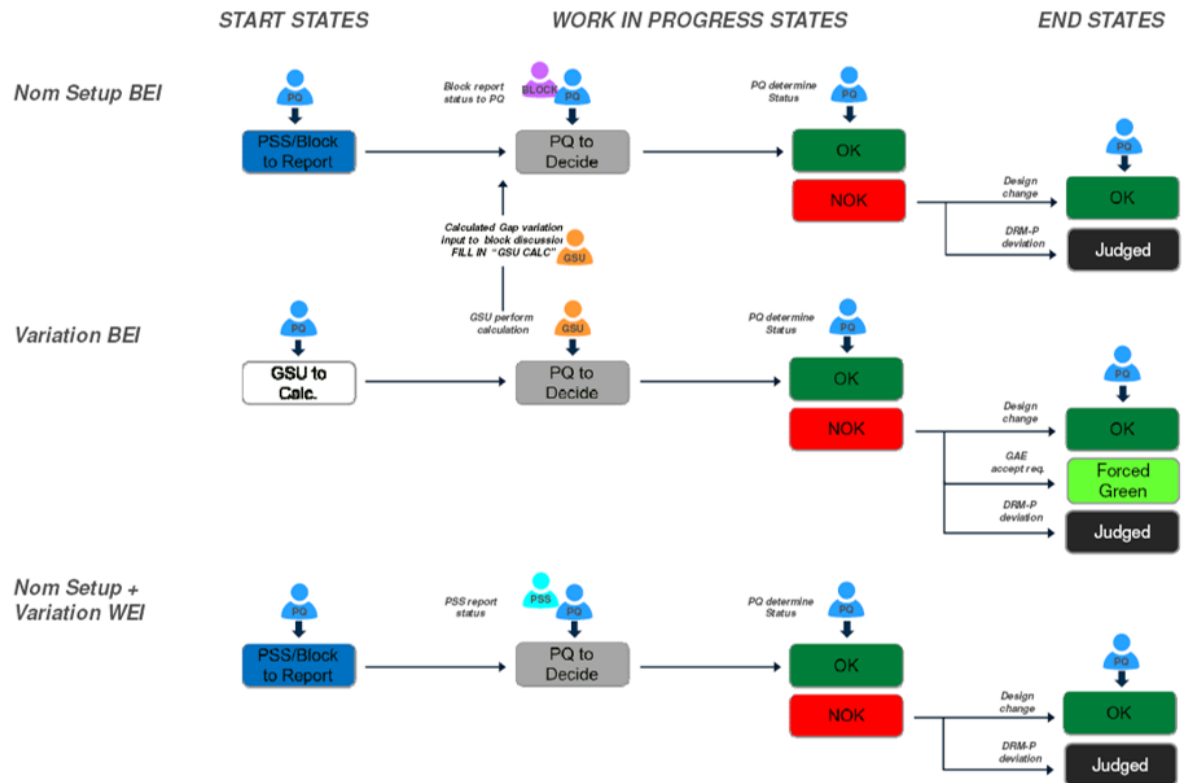 START STATES
WORK IN PROGRESS STATES
END STATES
Nom Setup BEI
PQ
PSS/Block
to Report
Block report
status to PQ
BLOCK
PQ
PQ to
Decide
PQ determine
Status
PQ
OK
NOK
Design
change
DRM-P
deviation
PQ
OK
Judged
Calculated Gap variation
input to block discussion
FILL IN "GSU CALC"
GSU
Variation BEI
PQ
GSU to
Calc.
GSU perform
calculation
GSU
PQ to
Decide
PQ determine
Status
PQ
OK
NOK
Design
change
GAE
accept req.
DRM-P
deviation
PQ
OK
Forced
Green
Judged
Nom Setup +
Variation WEI
PQ
PSS/Block
to Report
PSS report
status
PSS
PQ
PQ to
Decide
PQ determine
Status
PQ
OK
NOK
Design
change
DRM-P
deviation
PQ
OK
Judged